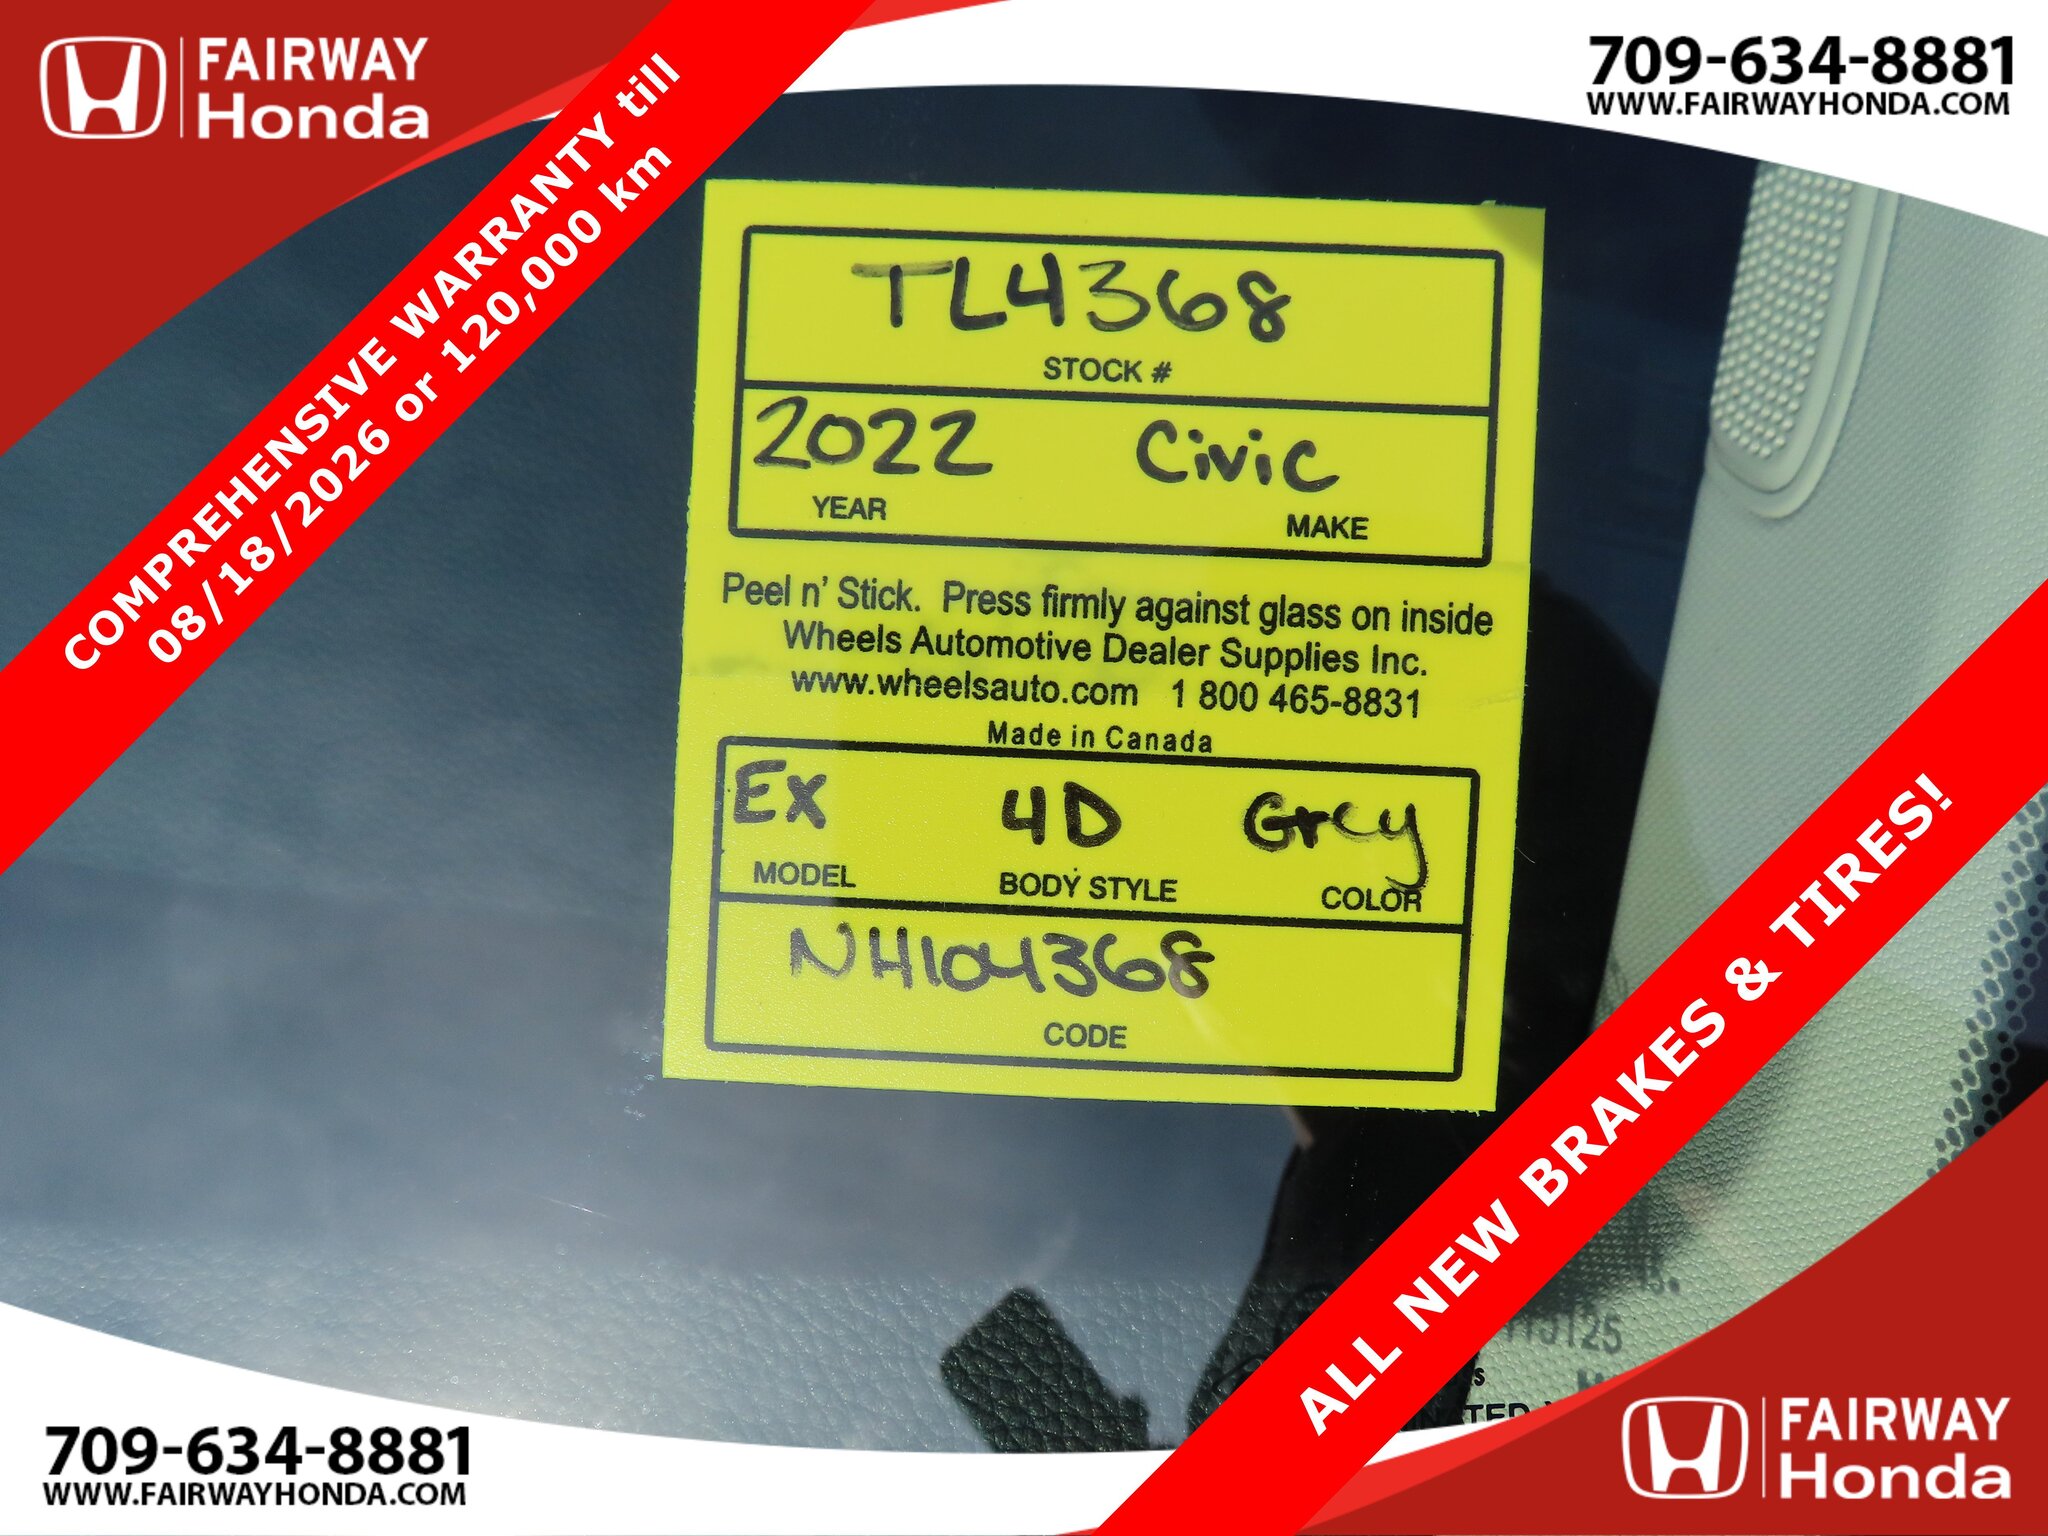 FAIRWAY
Honda
709-634-8881
WWW.FAIRWAYHONDA.COM
COMPREHENSIVE WARRANTY till
08/18/2026 or 120,000 km
TL4368
STOCK #
2022 Civic
YEAR MAKE
Peel n' Stick. Press firmly against glass on inside
Wheels Automotive Dealer Supplies Inc.
www.wheelsauto.com 1 800 465-8831
Made in Canada
EX 4D Grey
MODEL BODY STYLE COLOR
NH104368
CODE
ALL NEW BRAKES & TIRES!
709-634-8881
WWW.FAIRWAYHONDA.COM
FAIRWAY
Honda